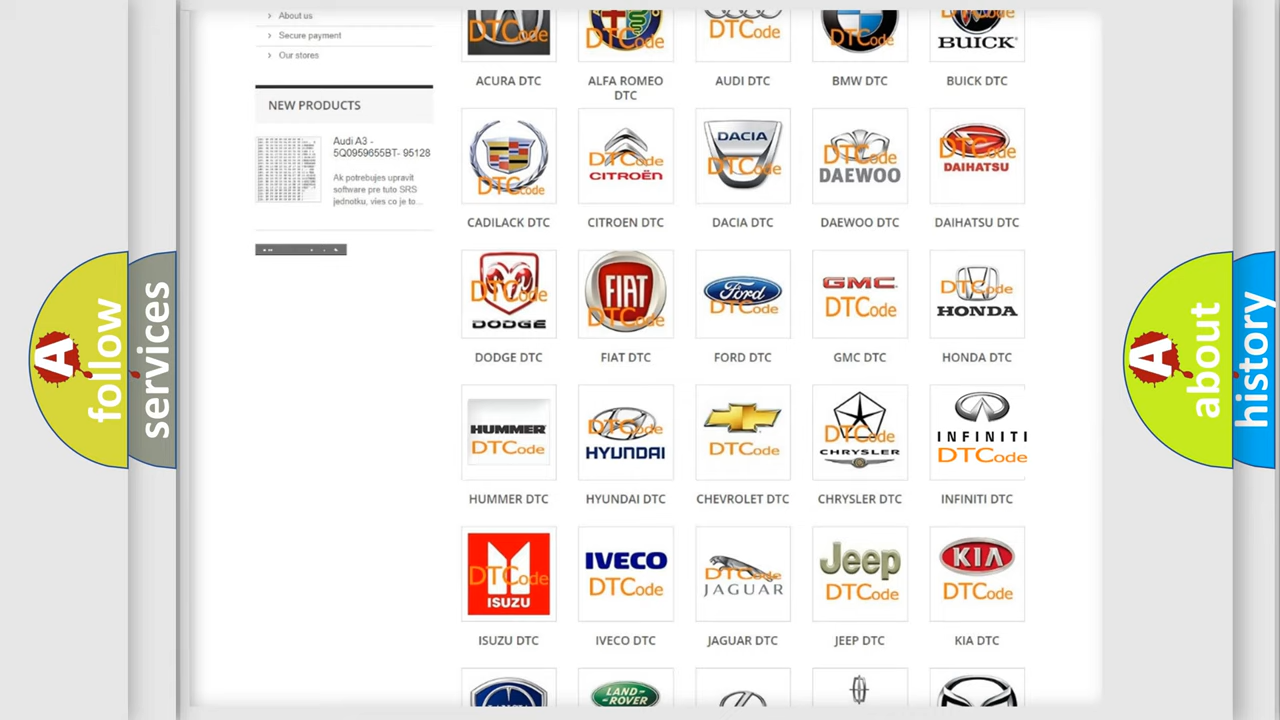 About us
Secure payment
Our stores
NEW PRODUCTS
Audi A3 -
5Q0959655BT- 95128
Ak potrebujes upravit
software pre tuto SRS
jednotku, vies co je to...
DTCode
DTCode
DTCode
DTCode
BUICK
ACURA DTC
ALFA ROMEO
DTC
AUDI DTC
BMW DTC
BUICK DTC
DTCode
DTCode
CITROËN
DACIA
DTCode
DTCode
DAEWOO
DTCode
DAIHATSU
CADILACK DTC
CITROEN DTC
DACIA DTC
DAEWOO DTC
DAIHATSU DTC
DTCode
DODGE
FIAT
DTCode
Ford
DTCode
GMC
DTCode
DTCode
HONDA
DODGE DTC
FIAT DTC
FORD DTC
GMC DTC
HONDA DTC
HUMMER
DTCode
DTCode
HYUNDAI
DTCode
DTCode
CHRYSLER
INFINITI
DTCode
HUMMER DTC
HYUNDAI DTC
CHEVROLET DTC
CHRYSLER DTC
INFINITI DTC
DTCode
ISUZU
IVECO
DTCode
DTCode
JAGUAR
Jeep
DTCode
KIA
DTCode
ISUZU DTC
IVECO DTC
JAGUAR DTC
JEEP DTC
KIA DTC
LAND-
ROVER
A follow
services
A about
history